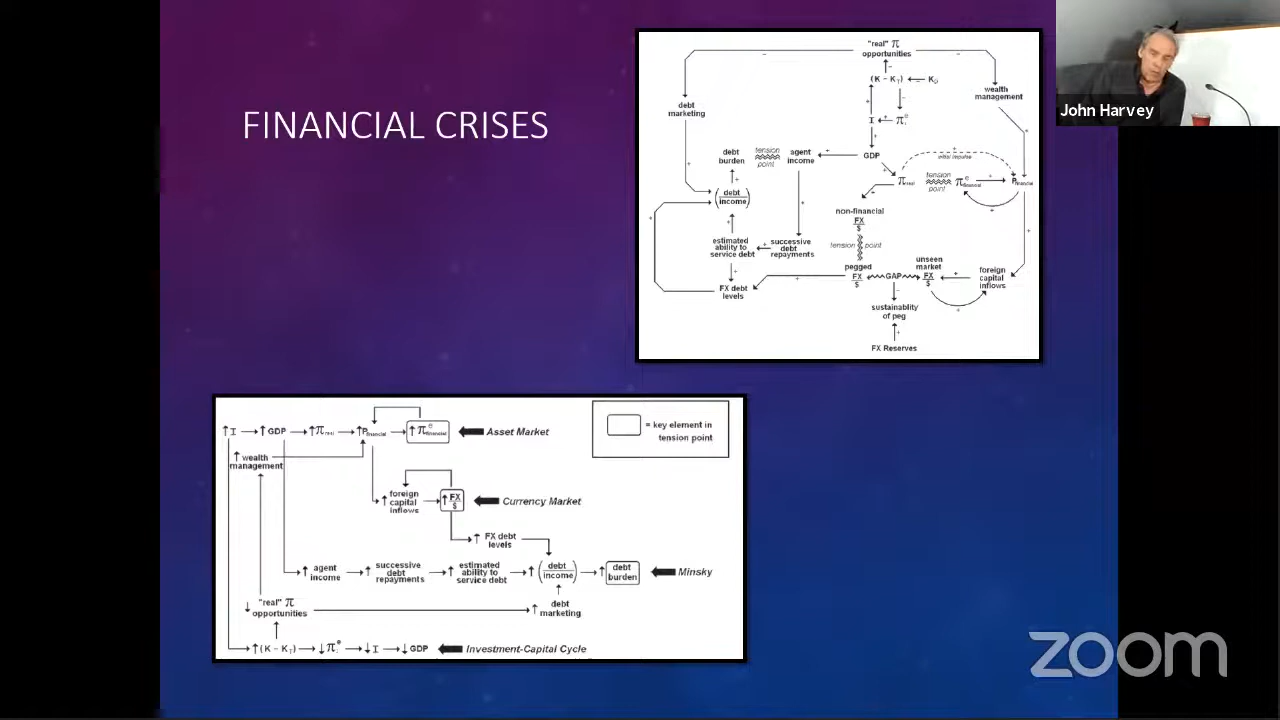 FINANCIAL CRISES
"real" π
opportunities
(K - K_T)
debt
marketing
wealth
management
I
π^e_i
debt
burden
tension
point
agent
income
GDP
initial impulse
π_real
tension
point
π^e_financial
P_financial
(debt
income)
non-financial
FX
$
estimated
ability to
service debt
successive
debt
repayments
tension
point
pegged
FX
$
GAP
unseen
market
FX
$
foreign
capital
inflows
FX debt
levels
sustainablity
of peg
FX Reserves
John Harvey
↑ I → ↑ GDP → ↑ π_real → ↑ P_financial → ↑ π^e_financial
Asset Market
= key element in
tension point
↑ wealth
management
↑ foreign
capital
inflows
↑ FX
$
Currency Market
↑ FX debt
levels
↑ agent
income
↑ successive
debt
repayments
↑ estimated
ability to
service debt
↑ (debt
income)
↑ debt
burden
Minsky
↓ "real" π
opportunities
↑ debt
marketing
↑ (K - K_T) → ↓ π^e_i → ↓ I → ↓ GDP
Investment-Capital Cycle
zoom